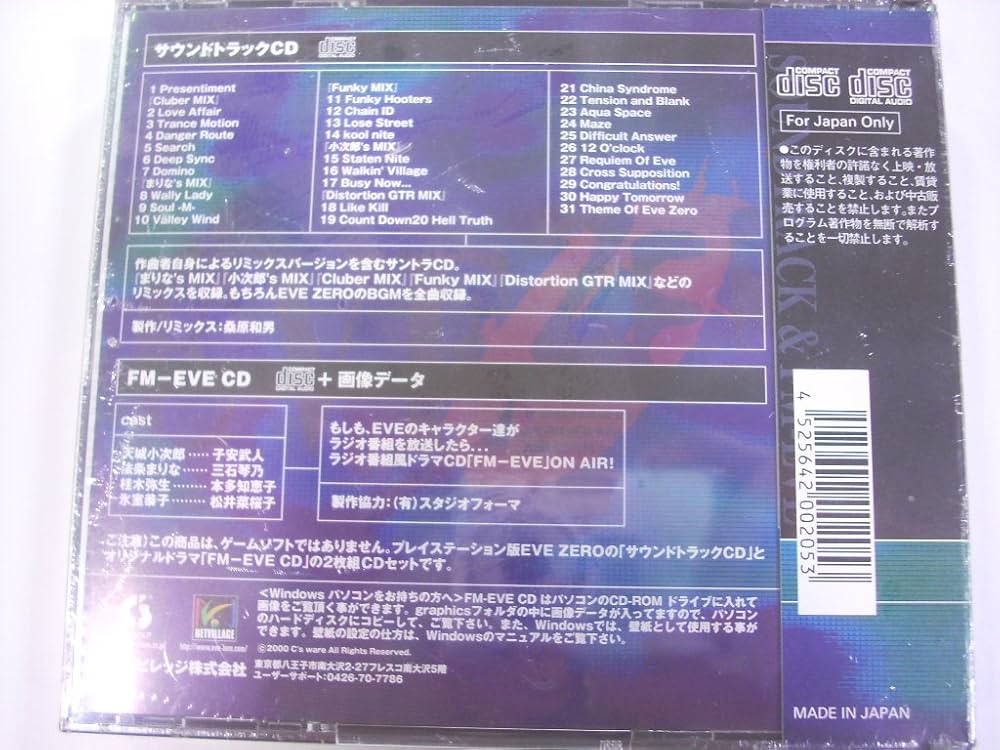 サウンドトラックCD
disc
DIGITAL AUDIO
1 Presentiment
『Cluber MIX』
2 Love Affair
3 Trance Motion
4 Danger Route
5 Search
6 Deep Sync
7 Domino
『まりな's MIX』
8 Wally Lady
9 Soul -M-
10 Valley Wind
『Funky MIX』
11 Funky Hooters
12 Chain ID
13 Lose Street
14 kool nite
『小次郎's MIX』
15 Staten Nite
16 Walkin' Village
17 Busy Now...
『Distortion GTR MIX』
18 Like Kill
19 Count Down20 Hell Truth
21 China Syndrome
22 Tension and Blank
23 Aqua Space
24 Maze
25 Difficult Answer
26 12 O'clock
27 Requiem Of Eve
28 Cross Supposition
29 Congratulations!
30 Happy Tomorrow
31 Theme Of Eve Zero
作曲者自身によるリミックスバージョンを含むサントラCD。
『まりな's MIX』『小次郎's MIX』『Cluber MIX』『Funky MIX』『Distortion GTR MIX』などの
リミックスを収録。もちろんEVE ZEROのBGMを全曲収録。
製作/リミックス:桑原和男
FM－EVE CD
disc
DIGITAL AUDIO
+ 画像データ
cast
天城小次郎‥‥‥子安武人
法条まりな‥‥‥三石琴乃
桂木弥生‥‥‥‥本多知恵子
氷室恭子‥‥‥‥松井菜桜子
もしも、EVEのキャラクター達が
ラジオ番組を放送したら...
ラジオ番組風ドラマCD「FM－EVE」ON AIR!
製作協力:(有)スタジオフォーマ
ご注意)この商品は、ゲームソフトではありません。プレイステーション版EVE ZEROの「サウンドトラックCD」と
オリジナルドラマ「FM－EVE CD」の2枚組CDセットです。
<Windows パソコンをお持ちの方へ>FM-EVE CD はパソコンのCD-ROM ドライブに入れて
画像をご覧頂く事ができます。graphicsフォルダの中に画像データが入ってますので、パソコン
のハードディスクにコピーして、ご覧下さい。また、Windowsでは、壁紙として使用する事が
できます。壁紙の設定の仕方は、Windowsのマニュアルをご覧下さい。
©2000 C's ware All Rights Reserved.
NETVILLAGE
ビレッジ株式会社
東京都八王子市南大沢2-27フレスコ南大沢5階
ユーザーサポート:0426-70-7786
COMPACT
disc
COMPACT
disc
DIGITAL AUDIO
For Japan Only
●このディスクに含まれる著作
物を権利者の許諾なく上映・放
送すること、複製すること、賃貸
業に使用すること、および中古販
売することを禁止します。またプ
ログラム著作物を無断で解析す
ることを一切禁止します。
4525642002053
MADE IN JAPAN